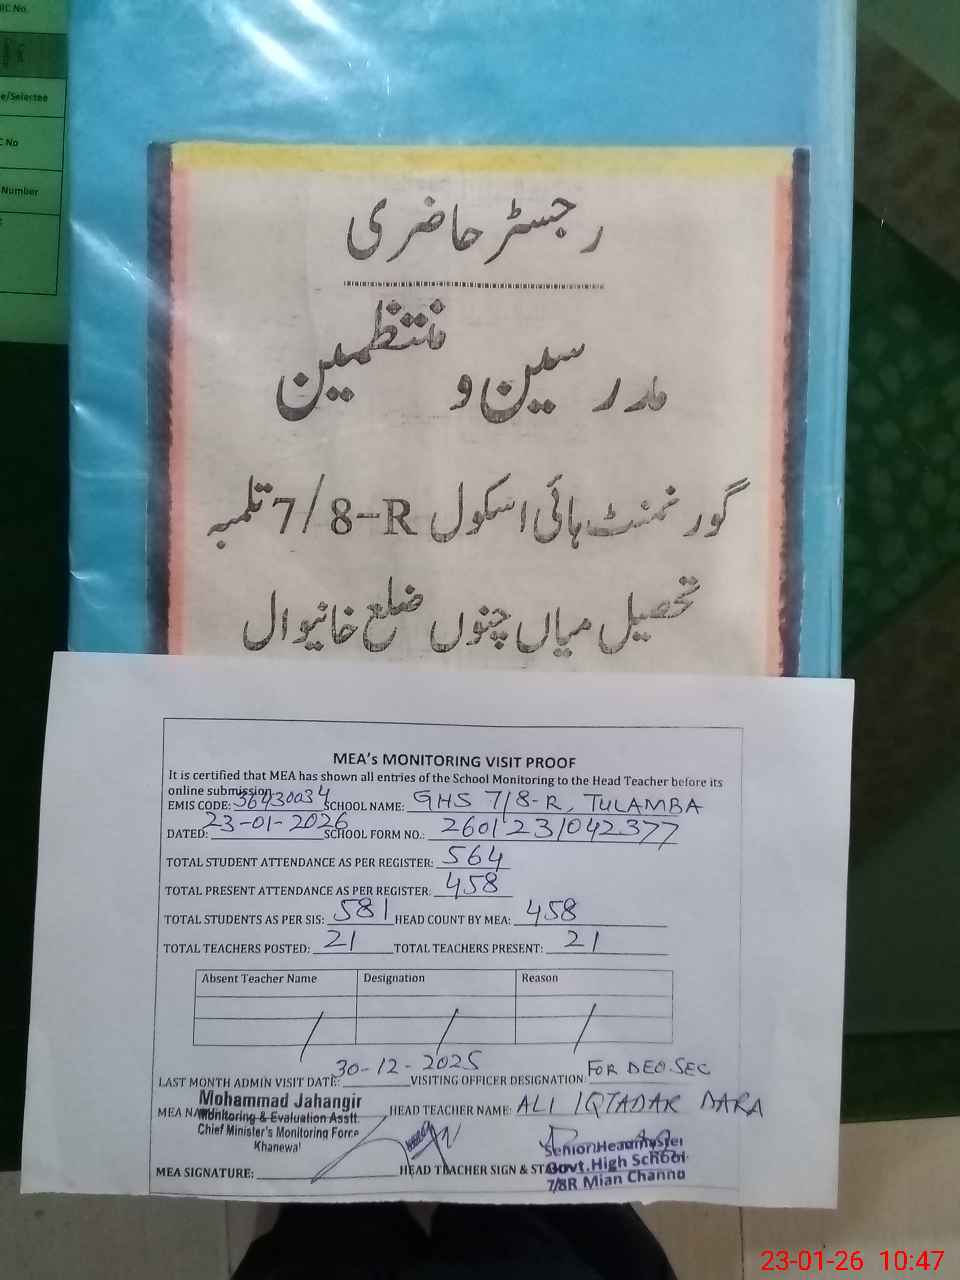 IC No.
e/Selectee
C No
Number
رجسٹر حاضری
مدرسین و منتظمین
گورنمنٹ ہائی اسکول 7/8-R تلمبہ
تحصیل میاں چنوں ضلع خانیوال
MEA's MONITORING VISIT PROOF
It is certified that MEA has shown all entries of the School Monitoring to the Head Teacher before its
online submission.
EMIS CODE: 36430034 SCHOOL NAME: GHS 7/8-R, TULAMBA
DATED: 23-01-2026 SCHOOL FORM NO.: 260123/042377
TOTAL STUDENT ATTENDANCE AS PER REGISTER: 564
TOTAL PRESENT ATTENDANCE AS PER REGISTER: 458
TOTAL STUDENTS AS PER SIS: 581 HEAD COUNT BY MEA: 458
TOTAL TEACHERS POSTED: 21 TOTAL TEACHERS PRESENT: 21
Absent Teacher Name Designation Reason
/ / /
LAST MONTH ADMIN VISIT DATE: 30-12-2025 VISITING OFFICER DESIGNATION: FOR DEO.SEC
MEA NAME: Mohammad Jahangir HEAD TEACHER NAME: ALI IQTADAR DARA
Monitoring & Evaluation Asstt.
Chief Minister's Monitoring Force
Khanewal
MEA SIGNATURE: HEAD TEACHER SIGN & STAMP
Senior Headmaster
Govt. High School
7/8R Mian Channu
23-01-26 10:47